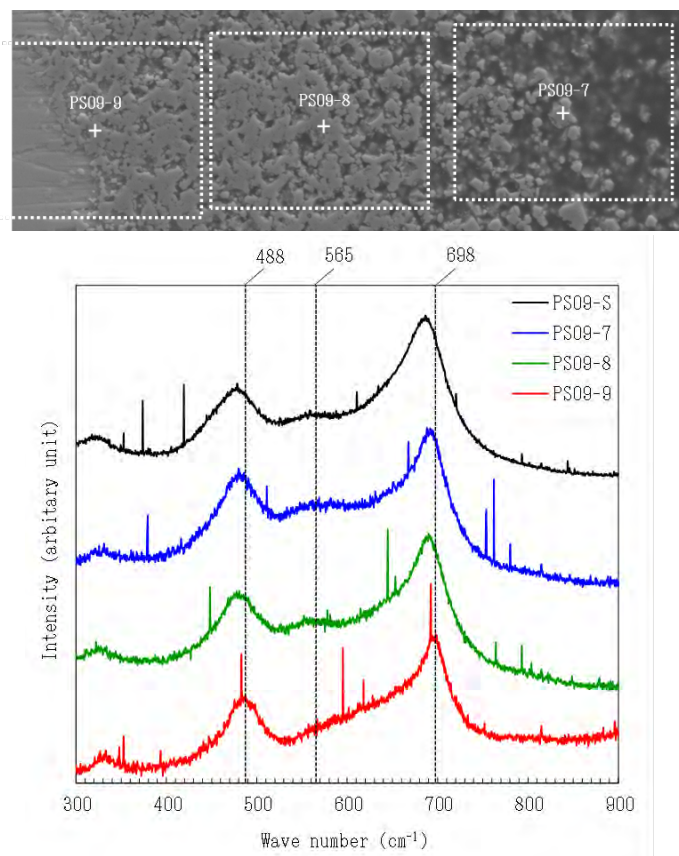 PS09-9
PS09-8
PS09-7
488
565
698
PS09-S
PS09-7
PS09-8
PS09-9
Intensity (arbitary unit)
300
400
500
600
700
800
900
Wave number (cm⁻¹)